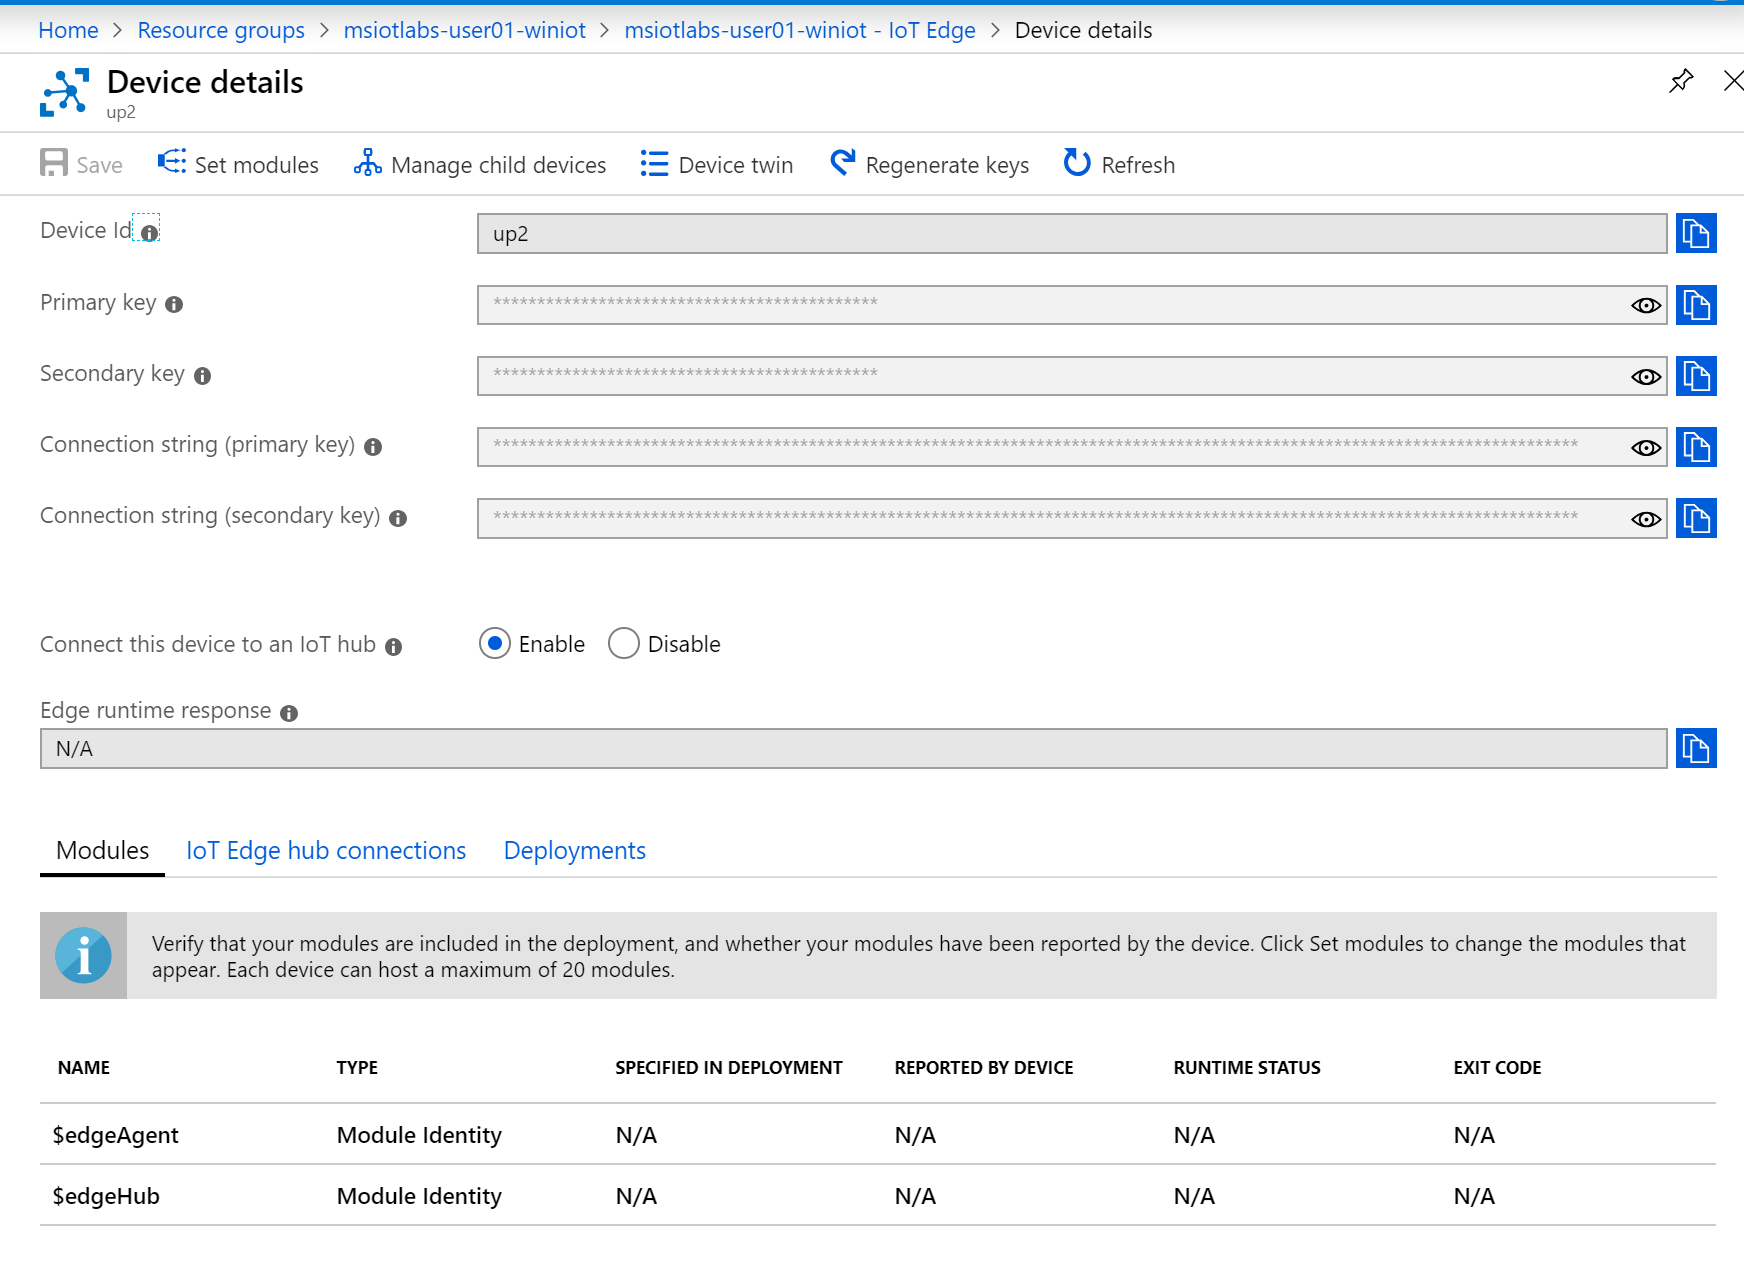 Home > Resource groups > msiotlabs-user01-winiot > msiotlabs-user01-winiot - IoT Edge > Device details
Device details
up2
Save Set modules Manage child devices Device twin Regenerate keys Refresh
Device Id up2
Primary key ********************************************
Secondary key ********************************************
Connection string (primary key) ****************************************************************************************************************************
Connection string (secondary key) ****************************************************************************************************************************
Connect this device to an IoT hub Enable Disable
Edge runtime response
N/A
Modules IoT Edge hub connections Deployments
Verify that your modules are included in the deployment, and whether your modules have been reported by the device. Click Set modules to change the modules that
appear. Each device can host a maximum of 20 modules.
NAME TYPE SPECIFIED IN DEPLOYMENT REPORTED BY DEVICE RUNTIME STATUS EXIT CODE
$edgeAgent Module Identity N/A N/A N/A N/A
$edgeHub Module Identity N/A N/A N/A N/A